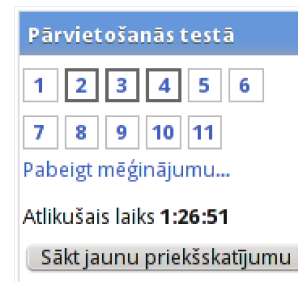 Pārvietošanās testā
1 2 3 4 5 6
7 8 9 10 11
Pabeigt mēģinājumu...
Atlikušais laiks 1:26:51
Sākt jaunu priekšskatījumu